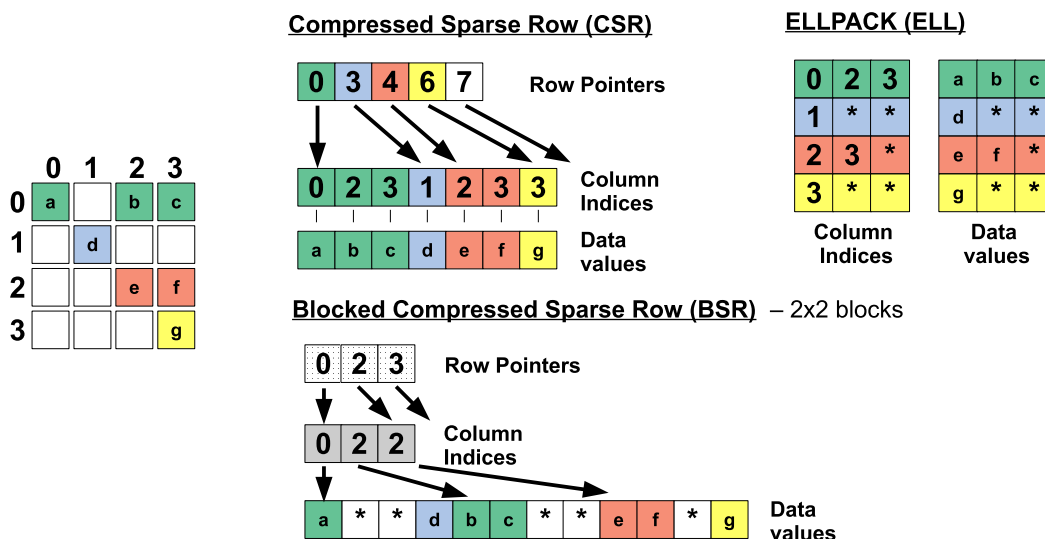 Compressed Sparse Row (CSR)
0 3 4 6 7
Row Pointers
0 2 3 1 2 3 3
Column
Indices
a b c d e f g
Data
values
ELLPACK (ELL)
0 2 3
1 * *
2 3 *
3 * *
Column
Indices
a b c
d * *
e f *
g * *
Data
values
0 1 2 3
0 a b c
1 d
2 e f
3 g
Blocked Compressed Sparse Row (BSR) – 2x2 blocks
0 2 3
Row Pointers
0 2 2
Column
Indices
a * * d b c * * e f * g
Data
values